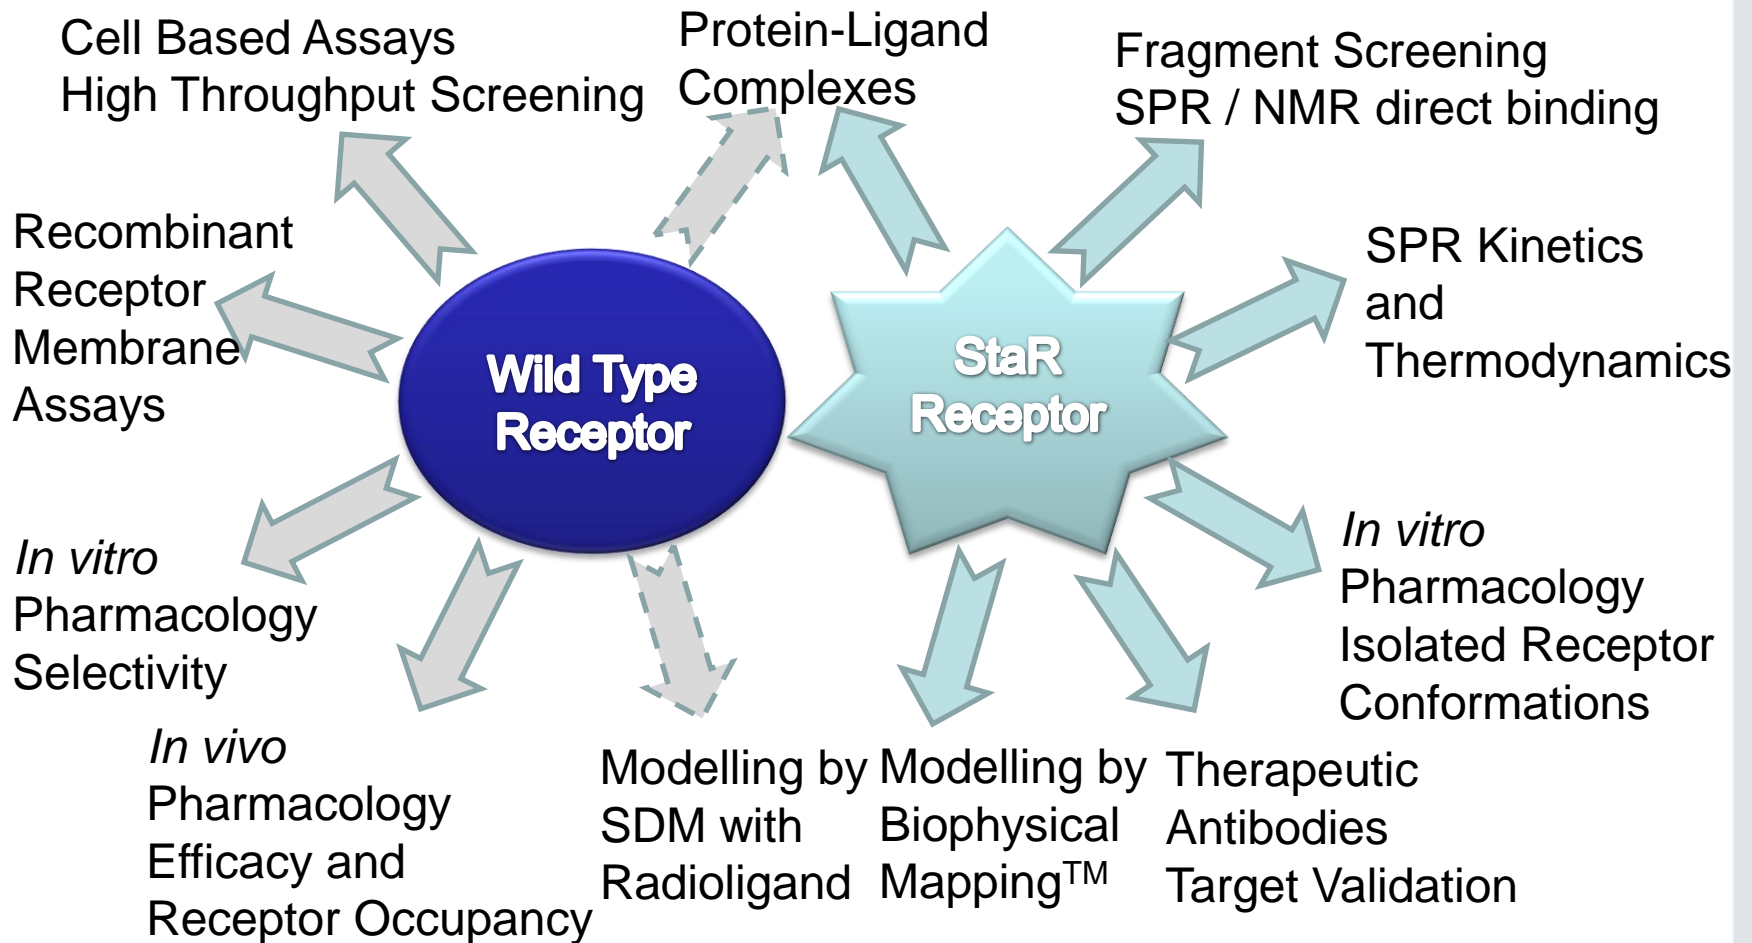 Cell Based Assays
High Throughput Screening
Protein-Ligand
Complexes
Fragment Screening
SPR / NMR direct binding
Recombinant
Receptor
Membrane
Assays
SPR Kinetics
and
Thermodynamics
Wild Type
Receptor
StaR
Receptor
In vitro
Pharmacology
Selectivity
In vitro
Pharmacology
Isolated Receptor
Conformations
In vivo
Pharmacology
Efficacy and
Receptor Occupancy
Modelling by
SDM with
Radioligand
Modelling by
Biophysical
Mapping™
Therapeutic
Antibodies
Target Validation